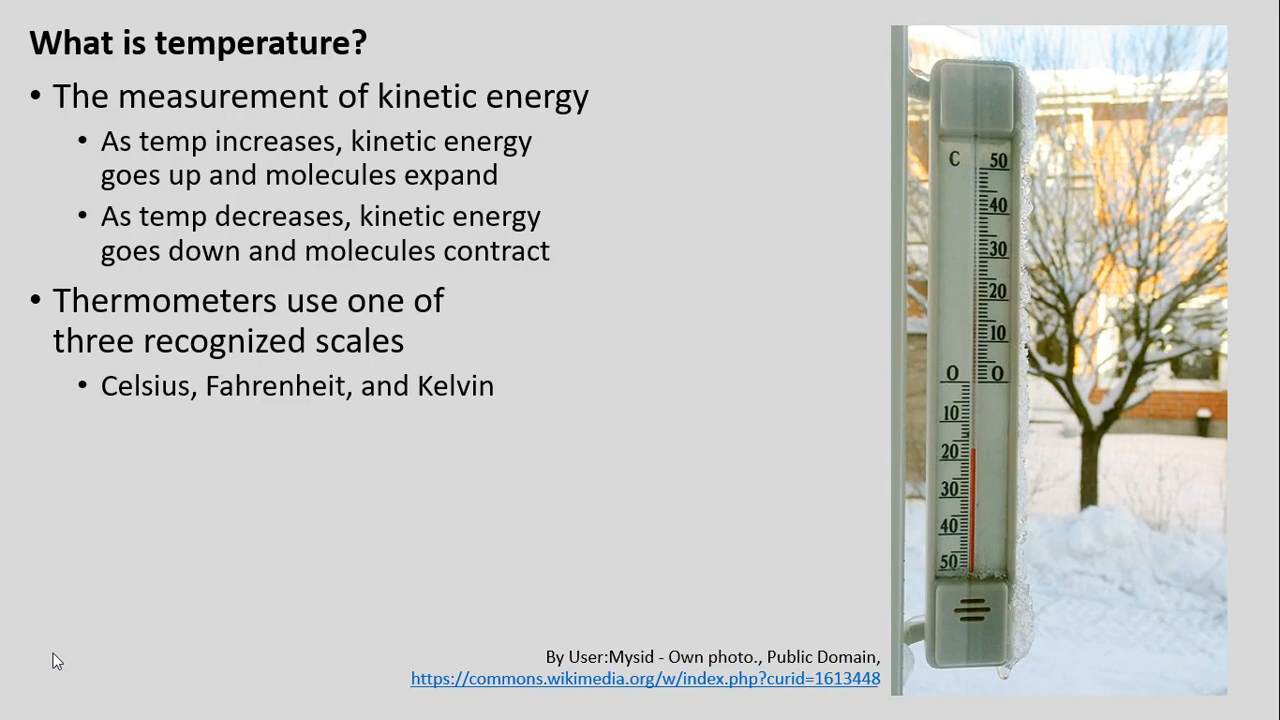 What is temperature?
• The measurement of kinetic energy
• As temp increases, kinetic energy
goes up and molecules expand
• As temp decreases, kinetic energy
goes down and molecules contract
• Thermometers use one of
three recognized scales
• Celsius, Fahrenheit, and Kelvin
By User:Mysid - Own photo., Public Domain,
https://commons.wikimedia.org/w/index.php?curid=1613448
C 50
40
30
20
10
0 0
10
20
30
40
50